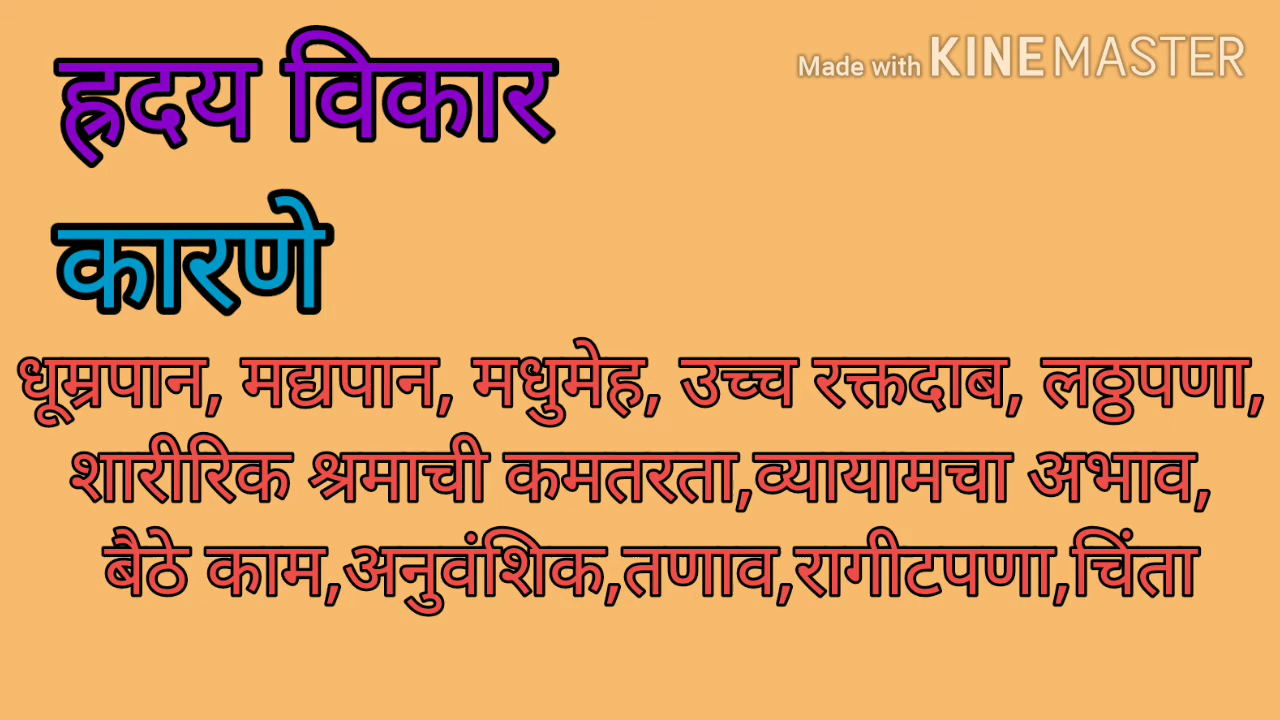 ह्रदय विकार
Made with KINEMASTER
कारणे
धूम्रपान, मद्यपान, मधुमेह, उच्च रक्तदाब, लठ्ठपणा,
शारीरिक श्रमाची कमतरता,व्यायामचा अभाव,
बैठे काम,अनुवंशिक,तणाव,रागीटपणा,चिंता